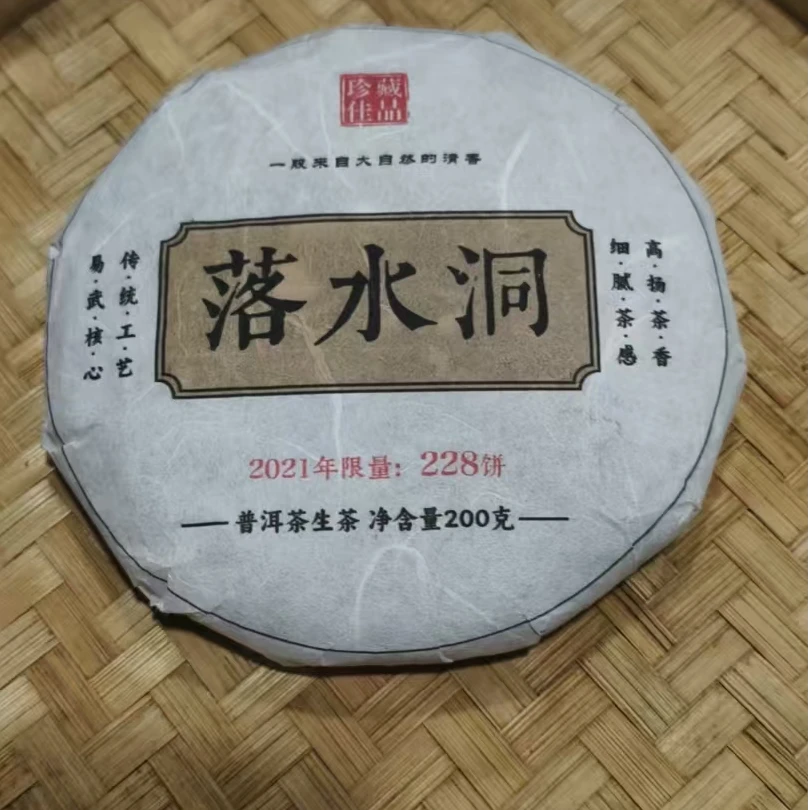 珍藏
佳品
一股来自大自然的清香
落水洞
高·扬·茶·香
细·腻·茶·感
传·统·工·艺
易·武·核·心
2021年限量：228饼
普洱茶生茶 净含量200克